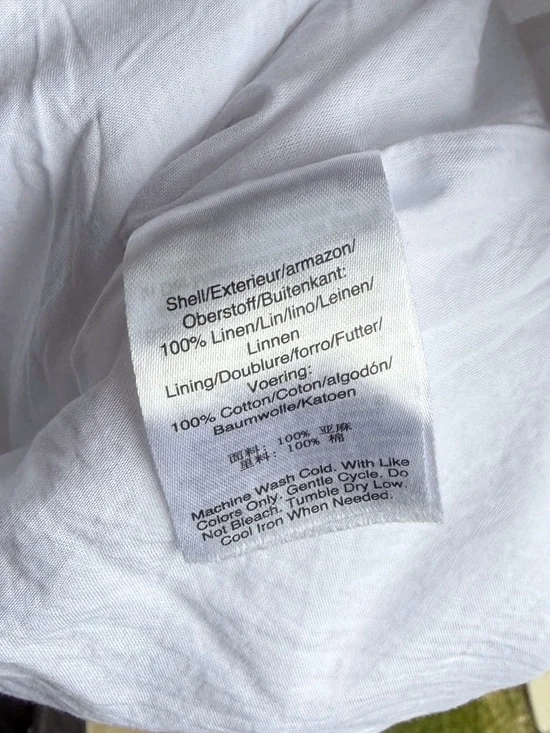 Shell/Exterieur/armazon/
Oberstoff/Buitenkant:
100% Linen/Lin/lino/Leinen/
Linnen
Lining/Doublure/forro/Futter/
Voering:
100% Cotton/Coton/algodón/
Baumwolle/Katoen
面料: 100% 亚麻
里料: 100% 棉
Machine Wash Cold, With Like
Colors Only. Gentle Cycle. Do
Not Bleach. Tumble Dry Low.
Cool Iron When Needed.